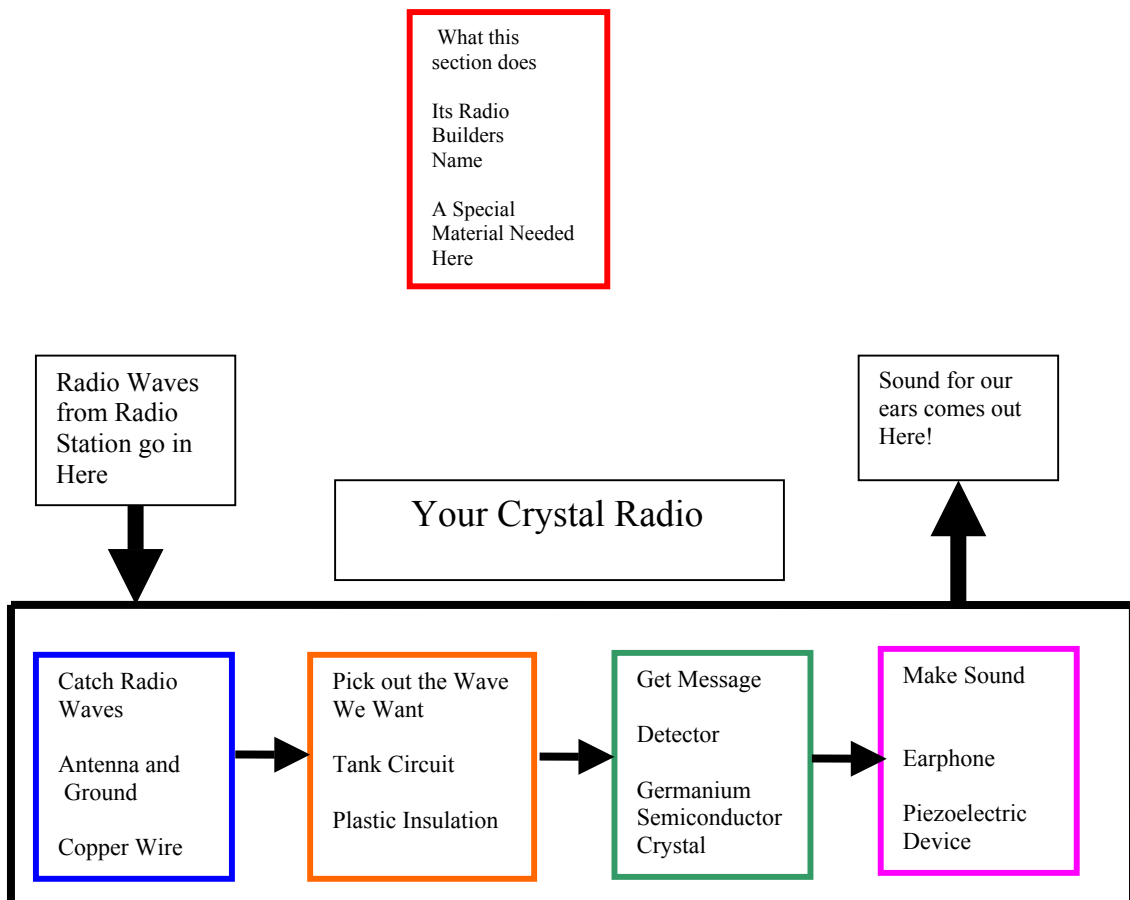 What this
section does
Its Radio
Builders
Name
A Special
Material Needed
Here
Radio Waves
from Radio
Station go in
Here
Sound for our
ears comes out
Here!
Your Crystal Radio
Catch Radio
Waves
Antenna and
Ground
Copper Wire
Pick out the Wave
We Want
Tank Circuit
Plastic Insulation
Get Message
Detector
Germanium
Semiconductor
Crystal
Make Sound
Earphone
Piezoelectric
Device